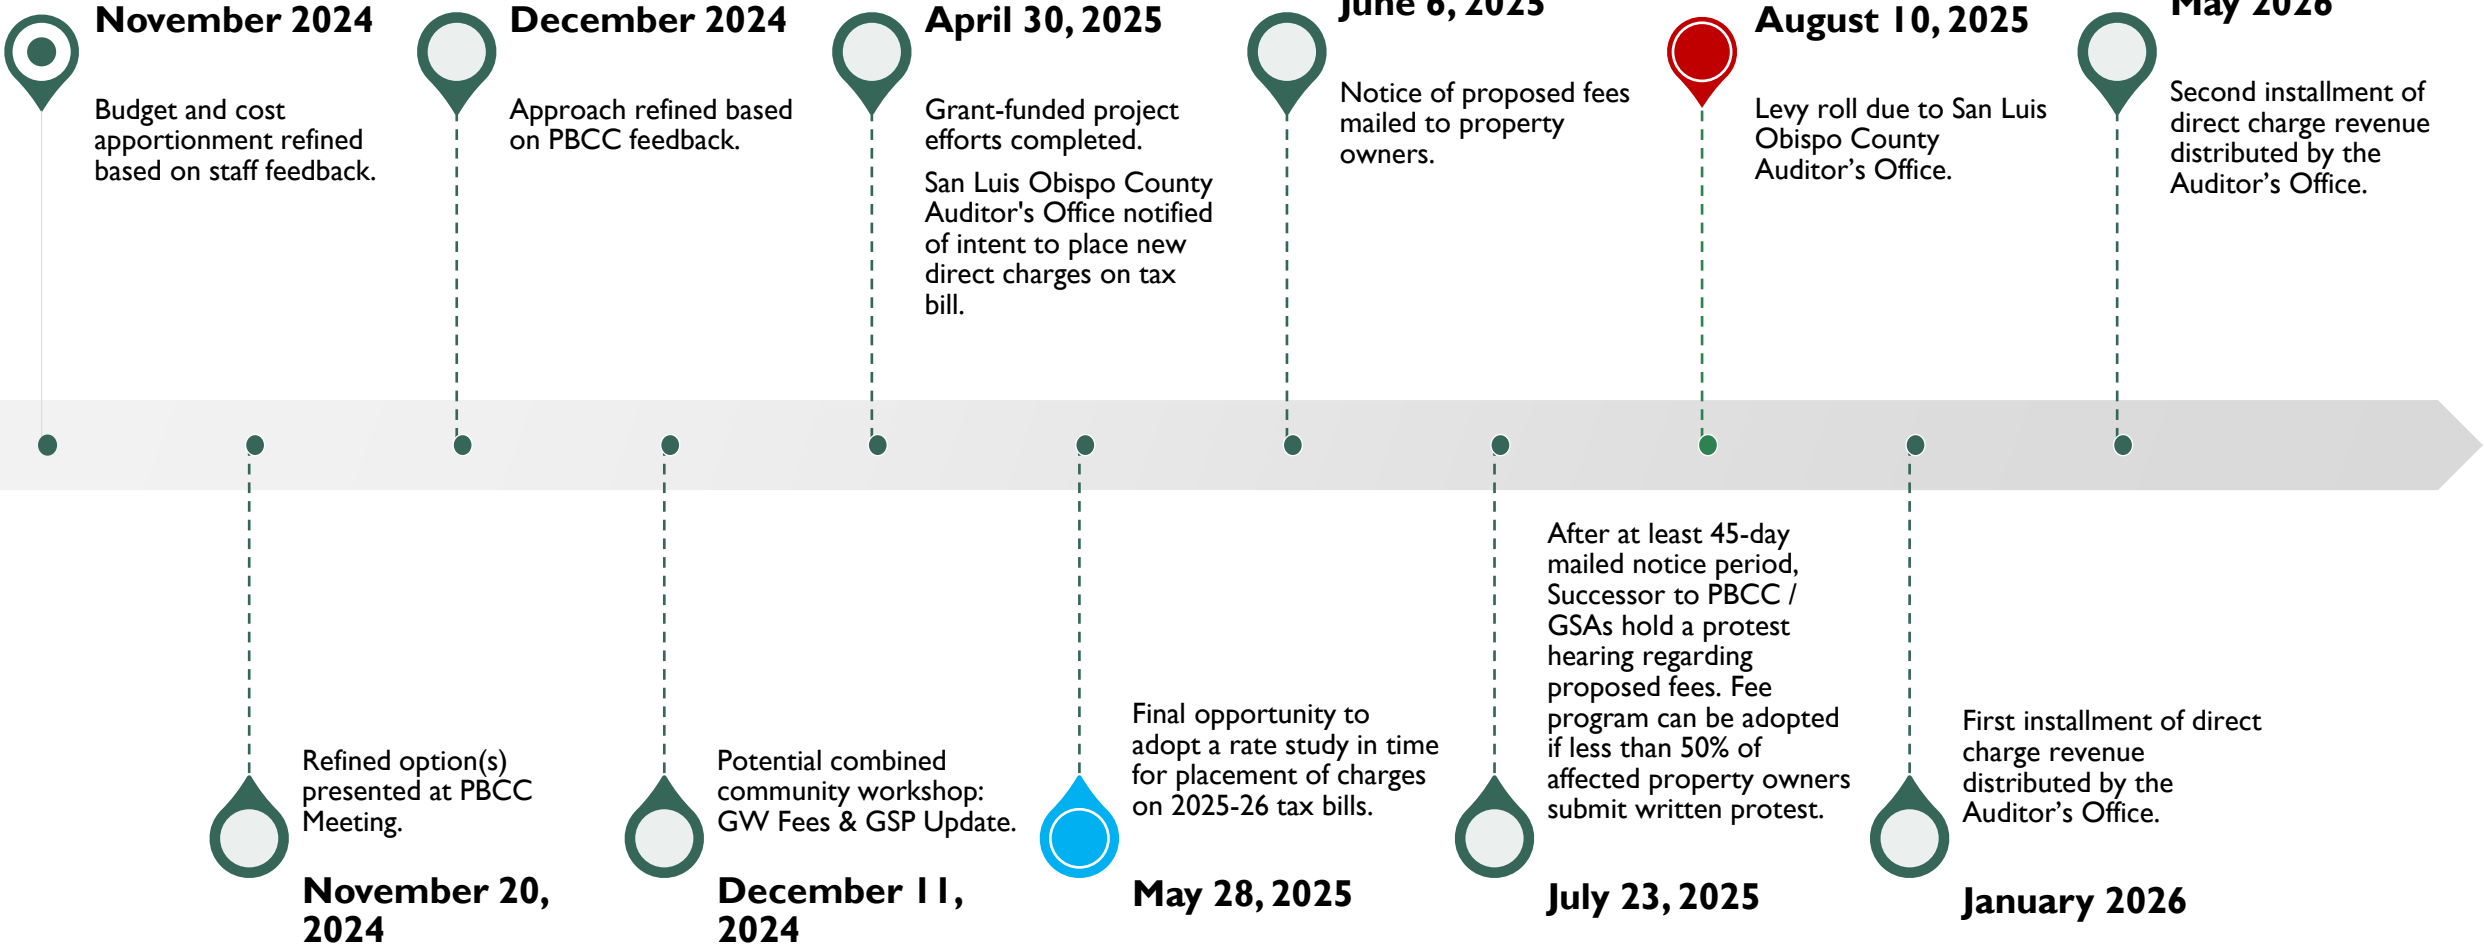 November 2024
Budget and cost
apportionment refined
based on staff feedback.
November 20,
2024
Refined option(s)
presented at PBCC
Meeting.
December 2024
Approach refined based
on PBCC feedback.
December 11,
2024
Potential combined
community workshop:
GW Fees & GSP Update.
April 30, 2025
Grant-funded project
efforts completed.
San Luis Obispo County
Auditor's Office notified
of intent to place new
direct charges on tax
bill.
May 28, 2025
Final opportunity to
adopt a rate study in time
for placement of charges
on 2025-26 tax bills.
June 6, 2025
Notice of proposed fees
mailed to property
owners.
July 23, 2025
After at least 45-day
mailed notice period,
Successor to PBCC /
GSAs hold a protest
hearing regarding
proposed fees. Fee
program can be adopted
if less than 50% of
affected property owners
submit written protest.
August 10, 2025
Levy roll due to San Luis
Obispo County
Auditor’s Office.
January 2026
First installment of direct
charge revenue
distributed by the
Auditor’s Office.
May 2026
Second installment of
direct charge revenue
distributed by the
Auditor’s Office.